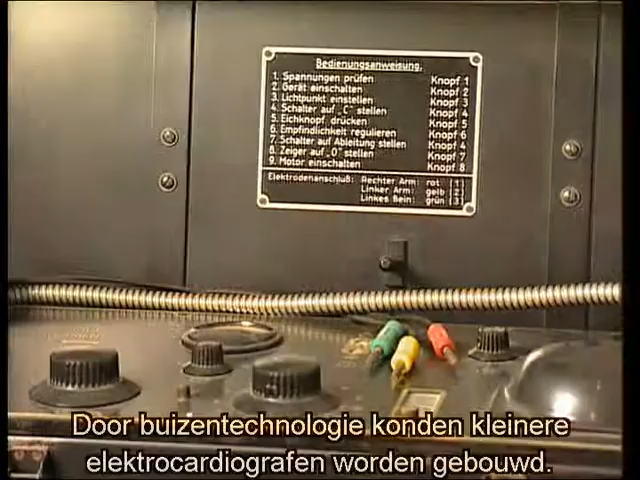 Bedienungsanweisung.
1. Spannungen prüfen Knopf 1
2. Gerät einschalten Knopf 2
3. Lichtpunkt einstellen Knopf 3
4. Schalter auf „C" stellen Knopf 4
5. Eichknopf drücken Knopf 5
6. Empfindlichkeit regulieren Knopf 6
7. Schalter auf Ableitung stellen Knopf 4
8. Zeiger auf „0" stellen Knopf 7
9. Motor einschalten Knopf 8
Elektrodenanschluß: Rechter Arm: rot (1)
Linker Arm: gelb (2)
Linkes Bein: grün (3)
Door buizentechnologie konden kleinere
elektrocardiografen worden gebouwd.